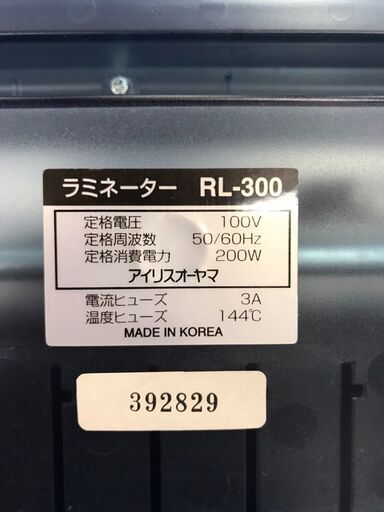 ラミネーター RL-300
定格電圧 100V
定格周波数 50/60Hz
定格消費電力 200W
アイリスオーヤマ
電流ヒューズ 3A
温度ヒューズ 144℃
MADE IN KOREA
392829